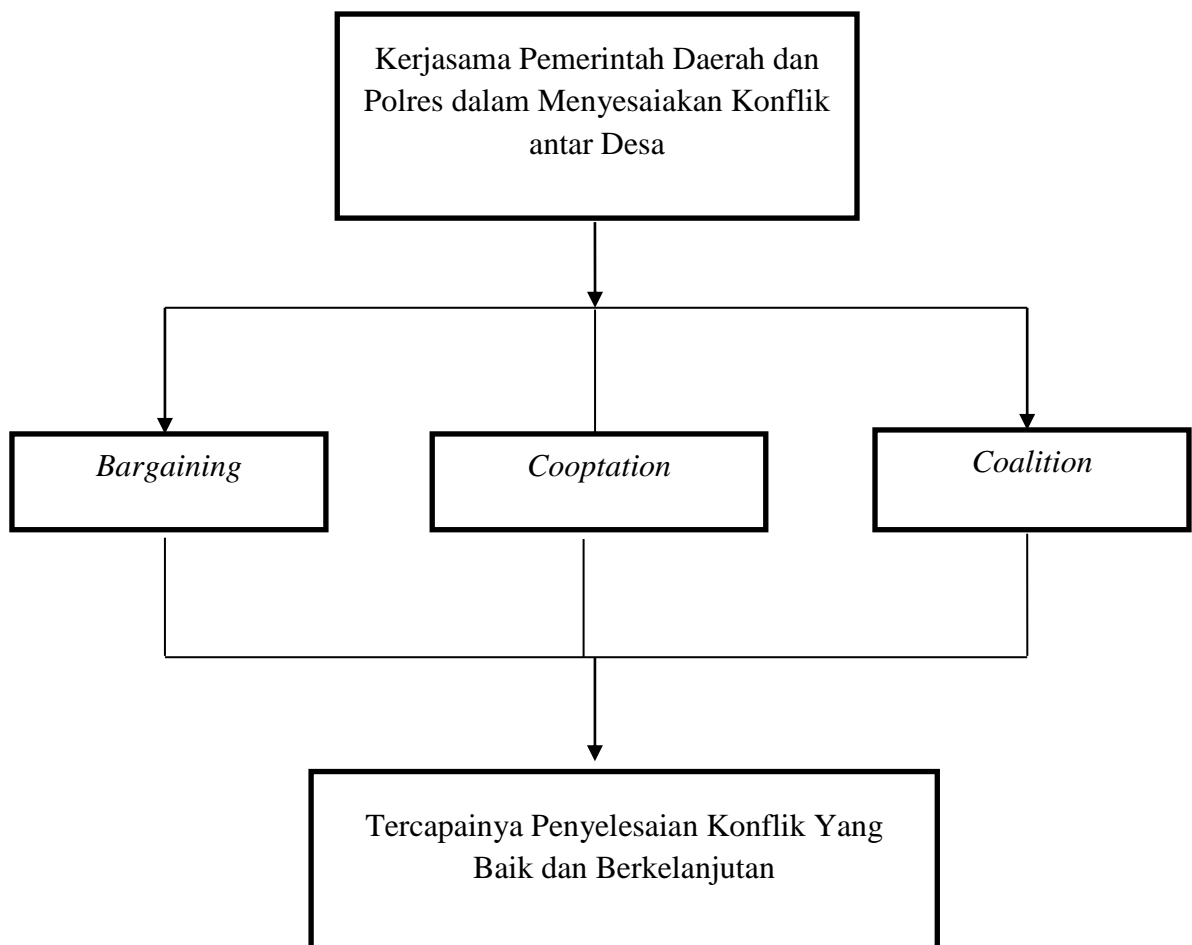 Kerjasama Pemerintah Daerah dan
Polres dalam Menyesaiakan Konflik
antar Desa
Bargaining
Cooptation
Coalition
Tercapainya Penyelesaian Konflik Yang
Baik dan Berkelanjutan